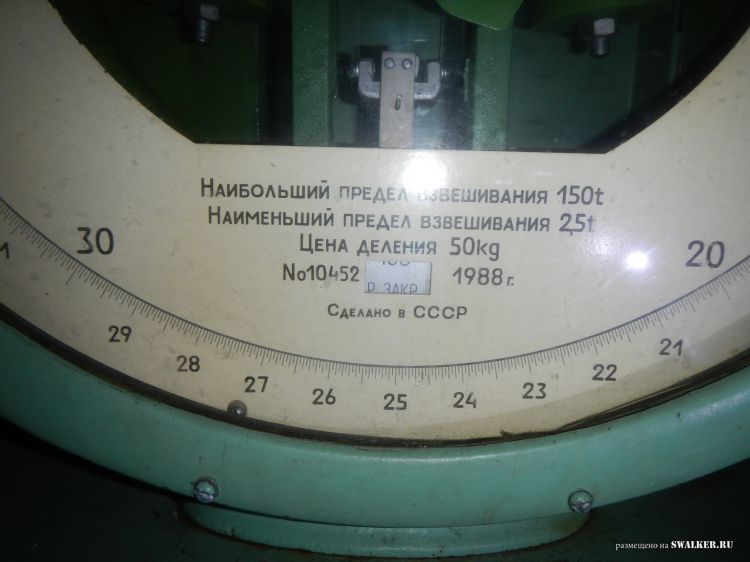 НАИБОЛЬШИЙ ПРЕДЕЛ ВЗВЕШИВАНИЯ 150t
НАИМЕНЬШИЙ ПРЕДЕЛ ВЗВЕШИВАНИЯ 2,5t
ЦЕНА ДЕЛЕНИЯ 50kg
№10452 Р ЗАКР 1988 г.
СДЕЛАНО В СССР
30 29 28 27 26 25 24 23 22 21 20
размещено на SWALKER.RU